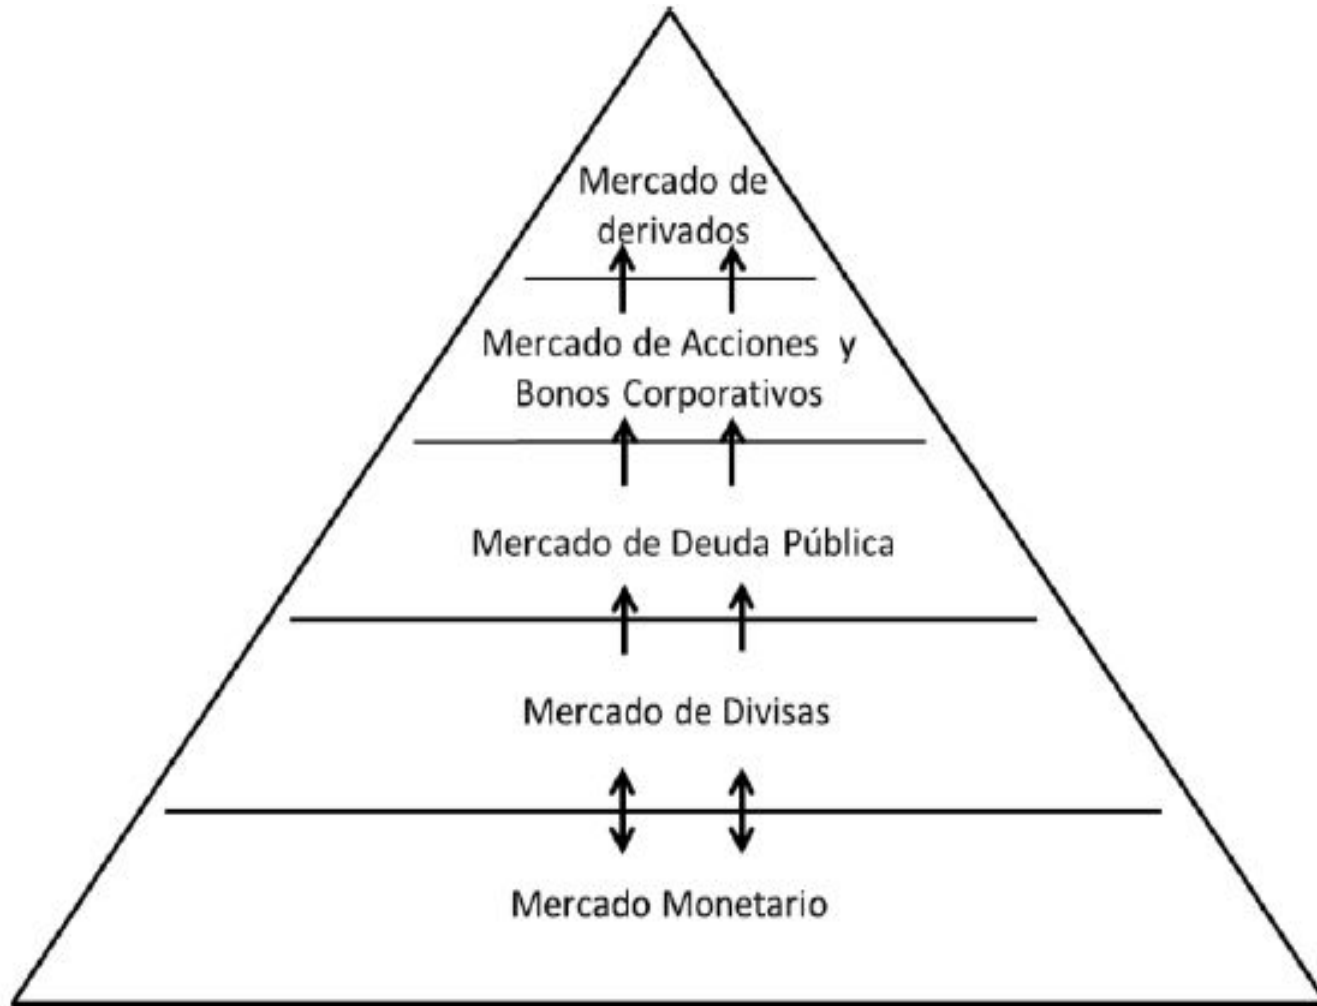 Mercado de
derivados
Mercado de Acciones y
Bonos Corporativos
Mercado de Deuda Pública
Mercado de Divisas
Mercado Monetario